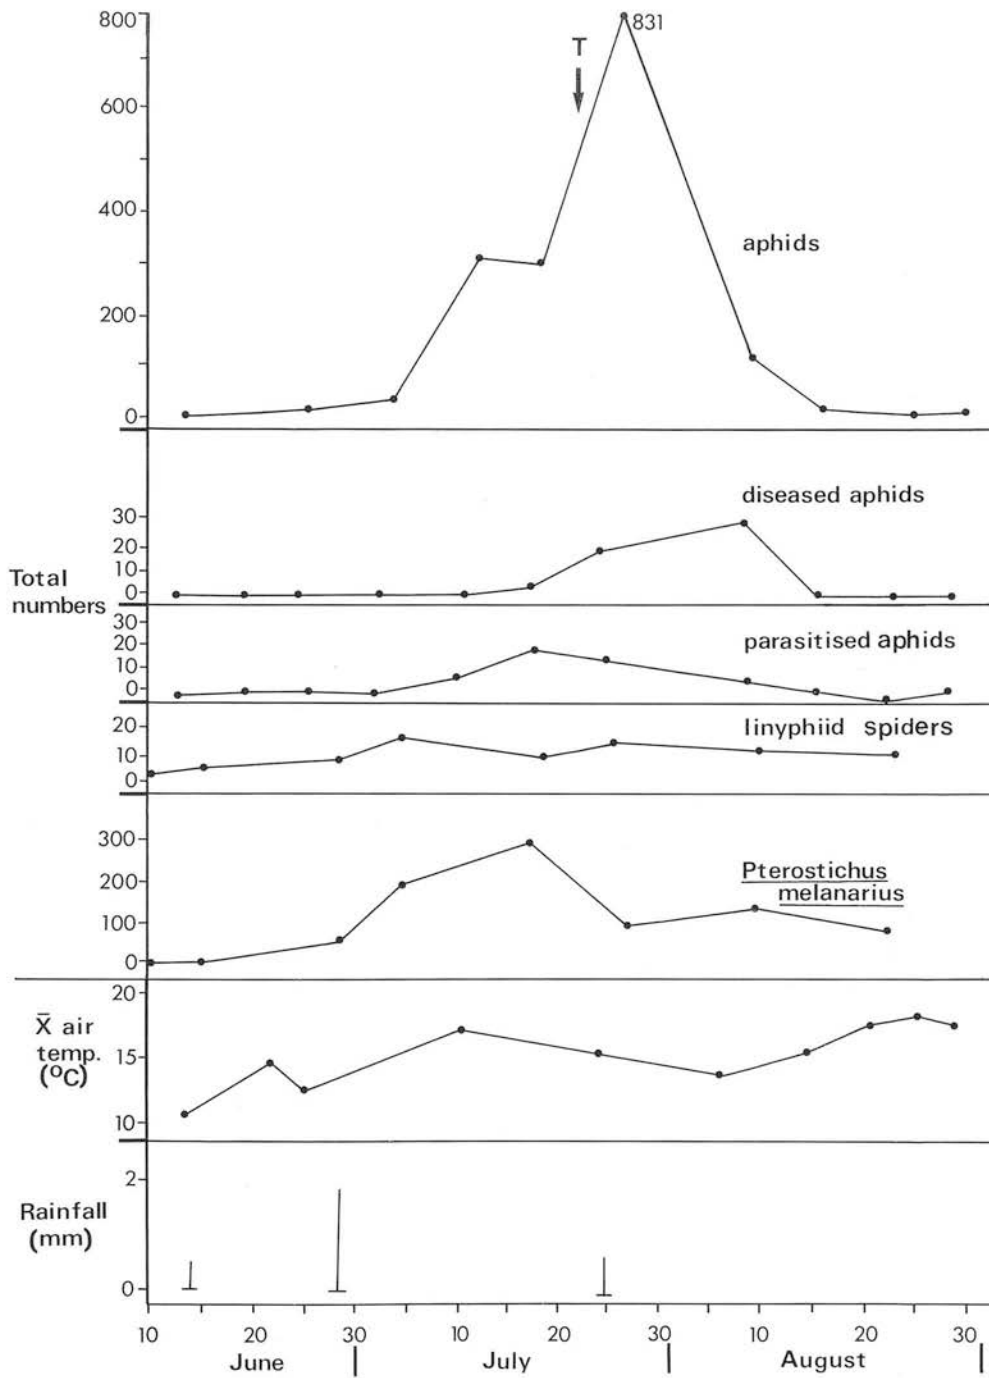 800
831
T
600
400
aphids
200
0
diseased aphids
30
20
10
0
Total
numbers
30
parasitised aphids
20
10
0
linyphiid spiders
20
10
0
300
Pterostichus
melanarius
200
100
0
20
X̄ air
temp.
(°C)
15
10
2
Rainfall
(mm)
0
10 20 30 10 20 30 10 20 30
June July August